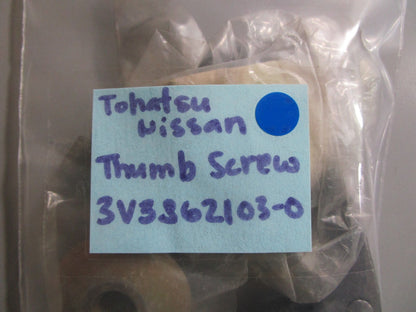 Tohatsu
Nissan
Thumb Screw
3V3S62103-0